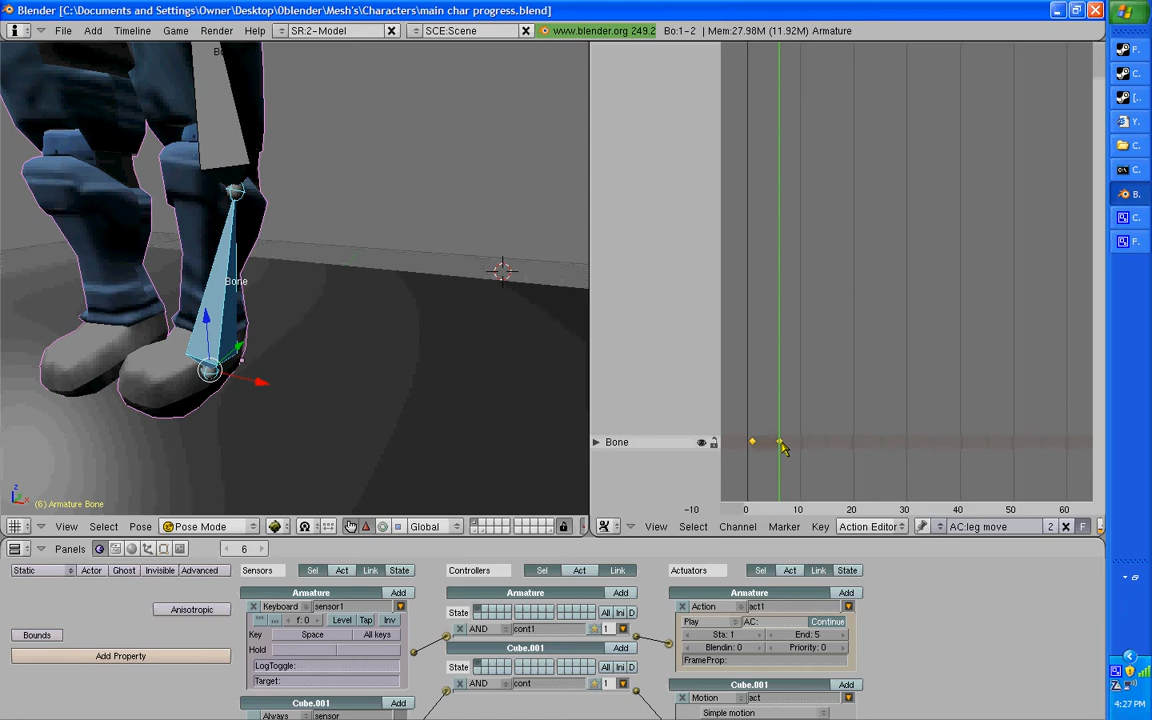 Blender [C:\Documents and Settings\Owner\Desktop\0blender\Mesh's\Characters\main char progress.blend]
File Add Timeline Game Render Help SR:2-Model SCE:Scene www.blender.org 249.2 Bo:1-2 | Mem:27.98M (11.92M) Armature
Bo
Bone
Bone
z
x
(6) Armature Bone
-10 0 10 20 30 40 50 60
View Select Pose Pose Mode Global
View Select Channel Marker Key Action Editor AC:leg move 2 F
Panels 6
Static Actor Ghost Invisible Advanced
Anisotropic
Bounds
Add Property
Sensors Sel Act Link State
Armature Add
Keyboard sensor1
f: 0 Level Tap Inv
Key Space All keys
Hold
LogToggle:
Target:
Cube.001 Add
Always sensor
Controllers Sel Act Link
Armature Add
State All Ini D
AND cont1 1
Cube.001 Add
State All Ini D
AND cont 1
Actuators Sel Act Link State
Armature Add
Action act1
Play AC: Continue
Sta: 1 End: 5
Blendin: 0 Priority: 0
FrameProp:
Cube.001 Add
Motion act
Simple motion
F.
C.
[..
Y.
C.
C.
B.
C.
F.
4:27 PM